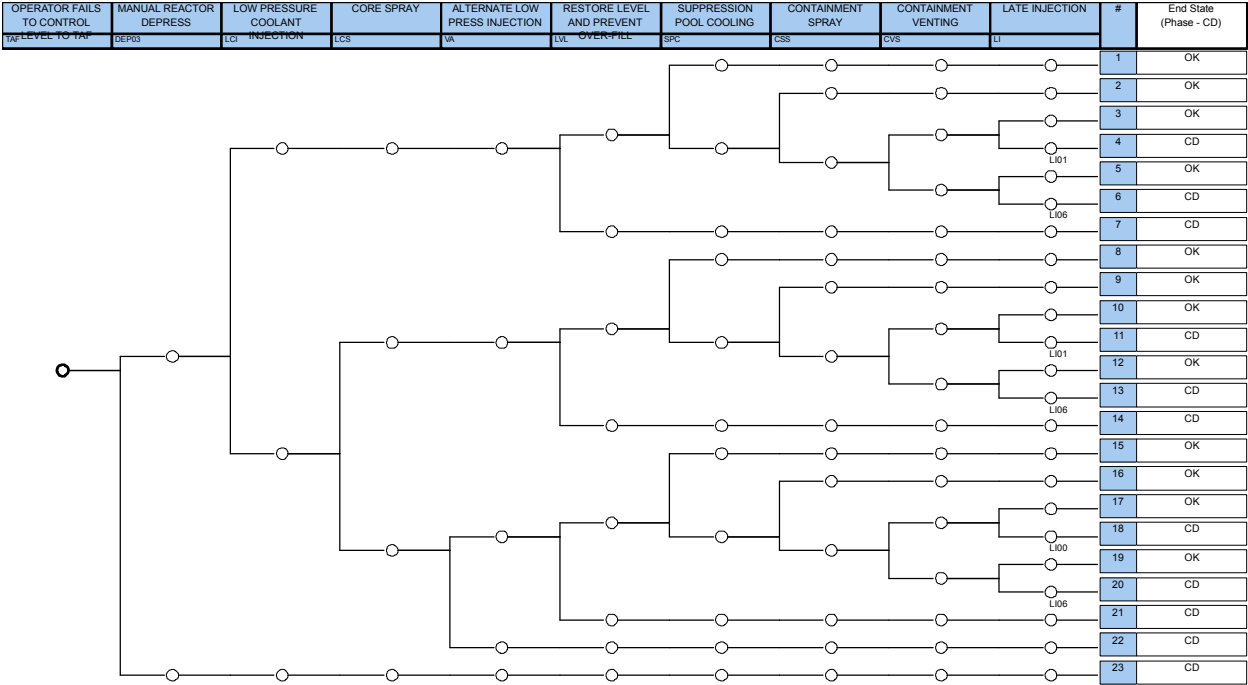 OPERATOR FAILS
TO CONTROL
LEVEL TO TAF
TAF
MANUAL REACTOR
DEPRESS
DEP03
LOW PRESSURE
COOLANT
INJECTION
LCI
CORE SPRAY
LCS
ALTERNATE LOW
PRESS INJECTION
VA
RESTORE LEVEL
AND PREVENT
OVER-FILL
LVL
SUPPRESSION
POOL COOLING
SPC
CONTAINMENT
SPRAY
CSS
CONTAINMENT
VENTING
CVS
LATE INJECTION
LI
#
End State
(Phase - CD)
1 OK
2 OK
3 OK
4 CD
LI01
5 OK
6 CD
LI06
7 CD
8 OK
9 OK
10 OK
11 CD
LI01
12 OK
13 CD
LI06
14 CD
15 OK
16 OK
17 OK
18 CD
LI00
19 OK
20 CD
LI06
21 CD
22 CD
23 CD